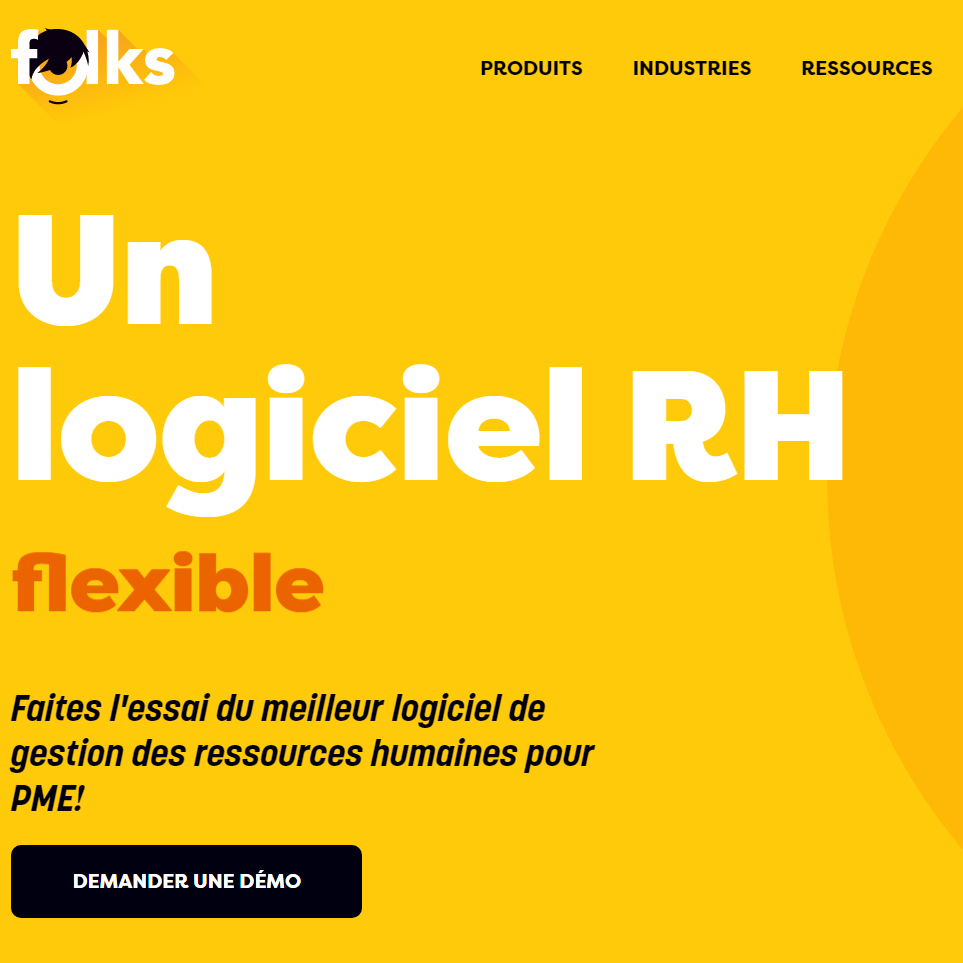 folks
PRODUITS INDUSTRIES RESSOURCES
Un
logiciel RH
flexible
Faites l'essai du meilleur logiciel de
gestion des ressources humaines pour
PME!
DEMANDER UNE DÉMO